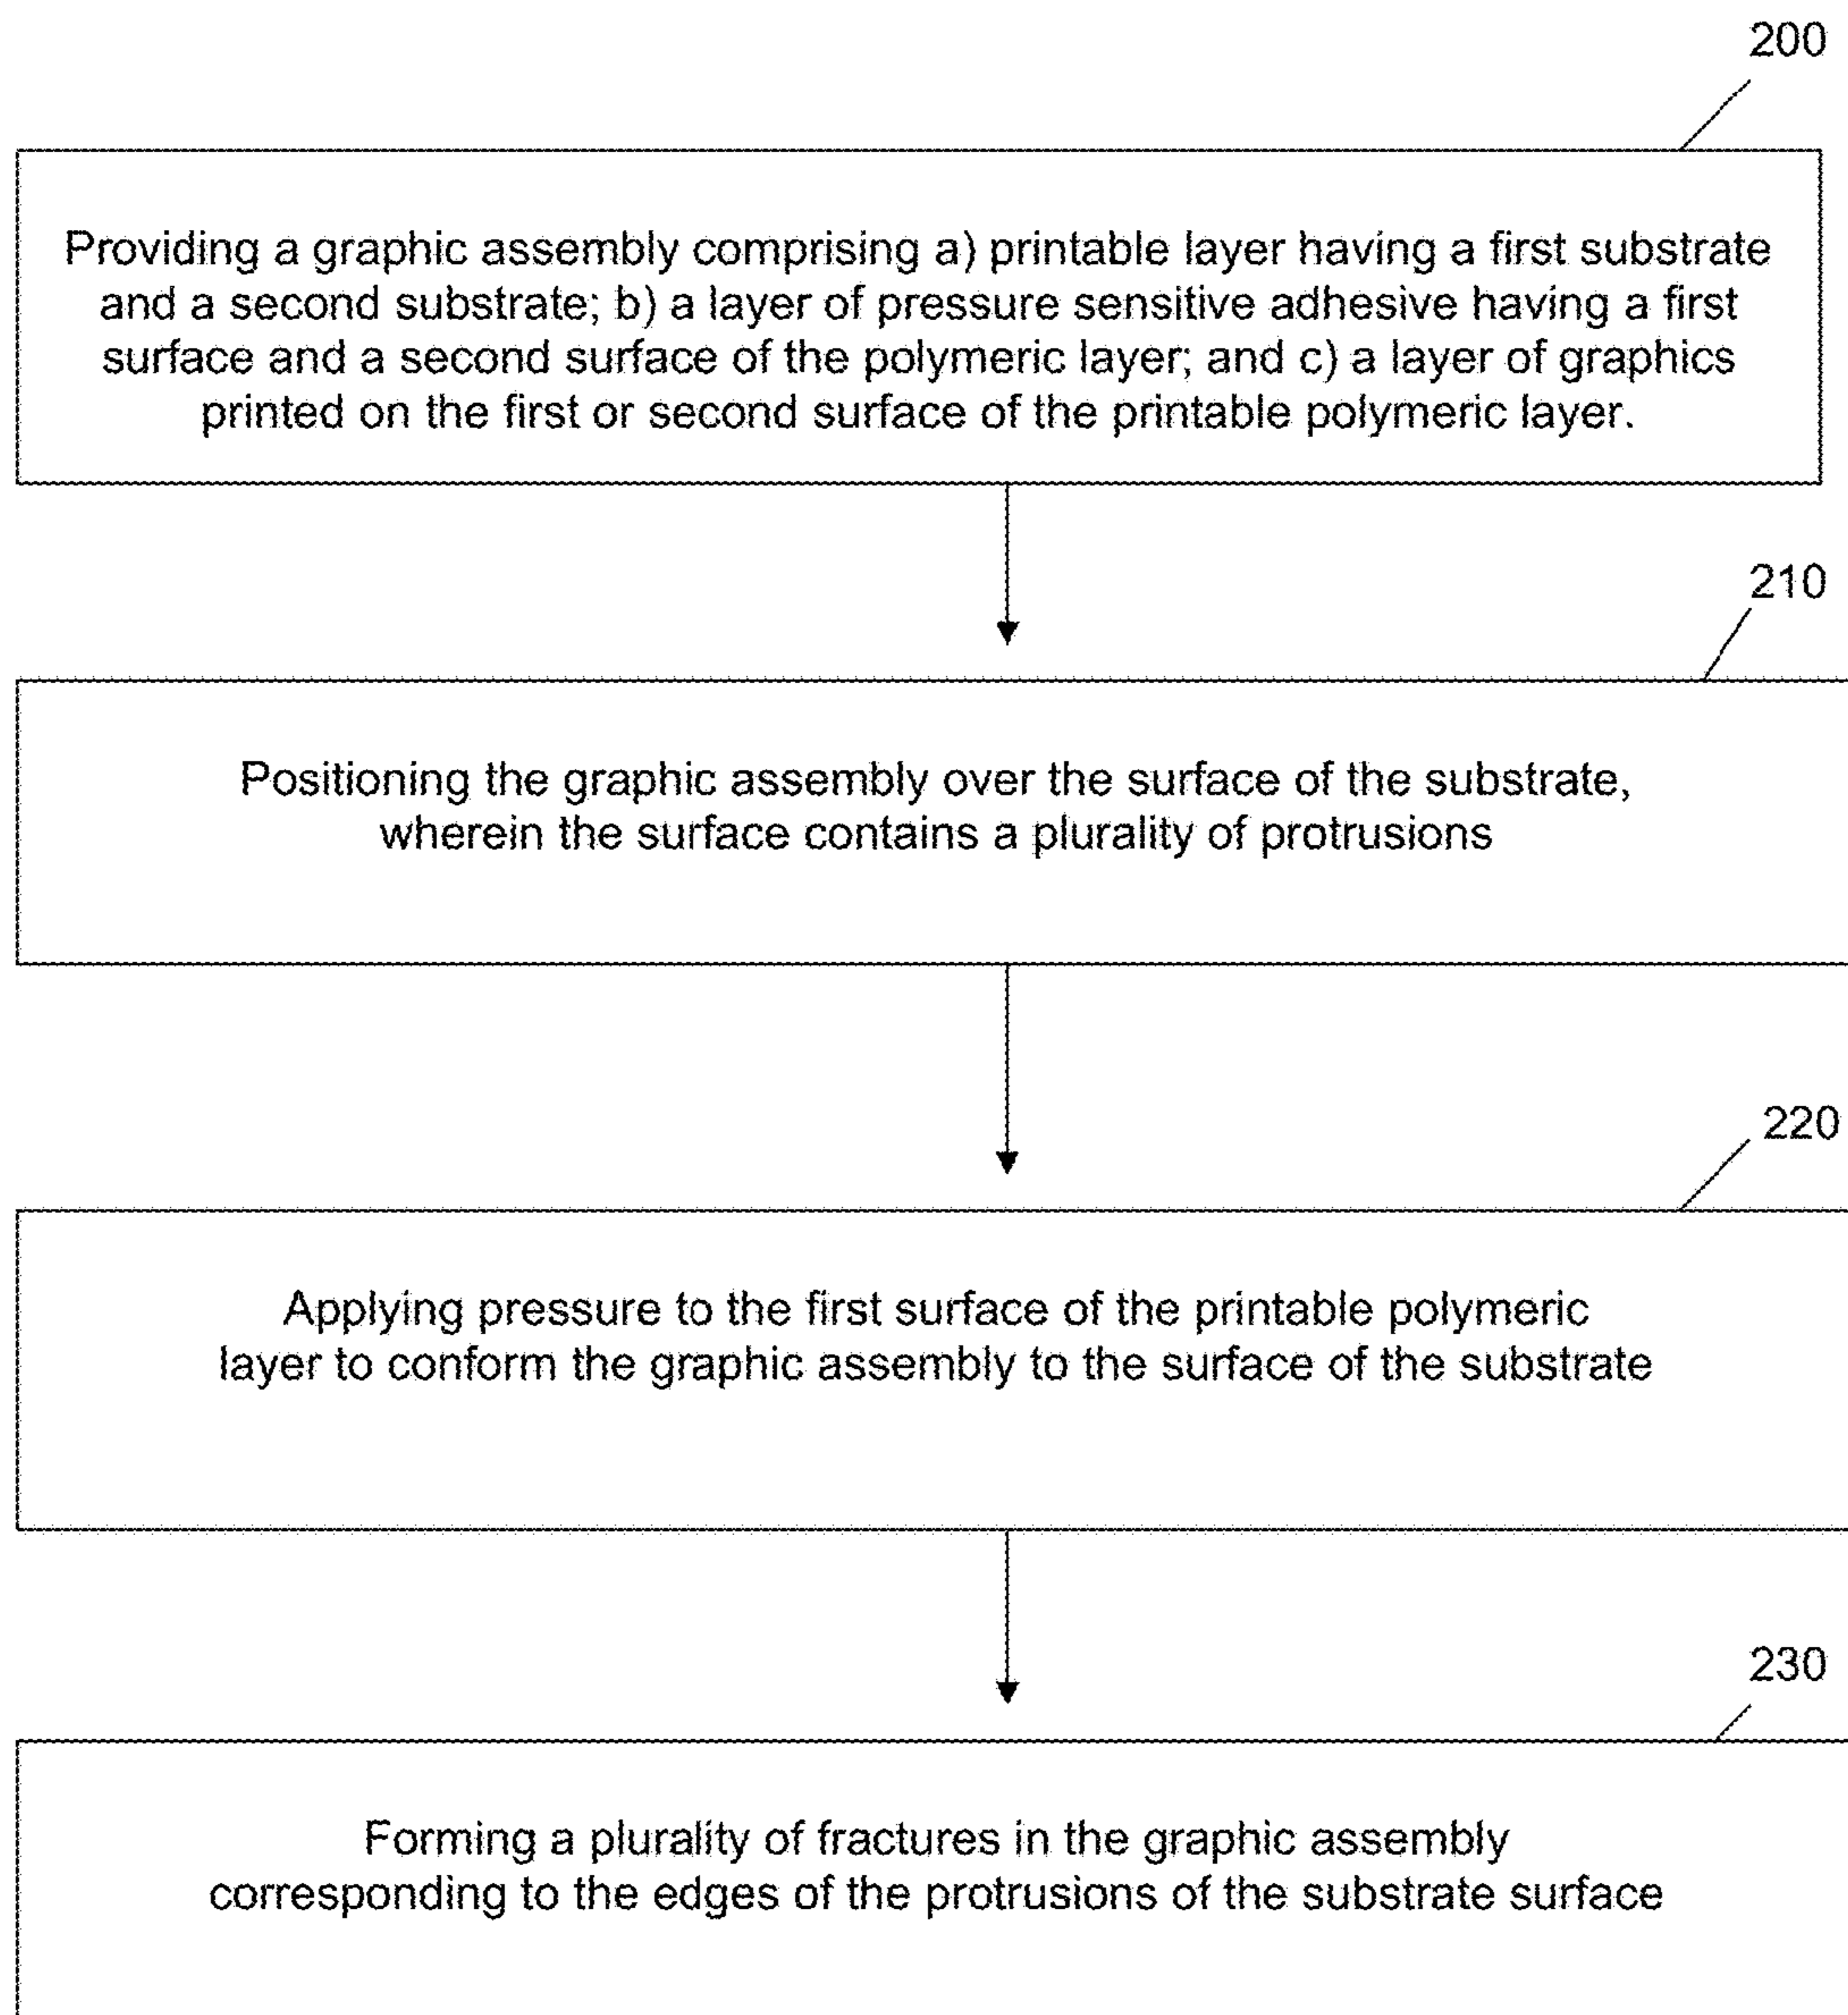 200
Providing a graphic assembly comprising a) printable layer having a first substrate
and a second substrate; b) a layer of pressure sensitive adhesive having a first
surface and a second surface of the polymeric layer; and c) a layer of graphics
printed on the first or second surface of the printable polymeric layer.
210
Positioning the graphic assembly over the surface of the substrate,
wherein the surface contains a plurality of protrusions
220
Applying pressure to the first surface of the printable polymeric
layer to conform the graphic assembly to the surface of the substrate
230
Forming a plurality of fractures in the graphic assembly
corresponding to the edges of the protrusions of the substrate surface